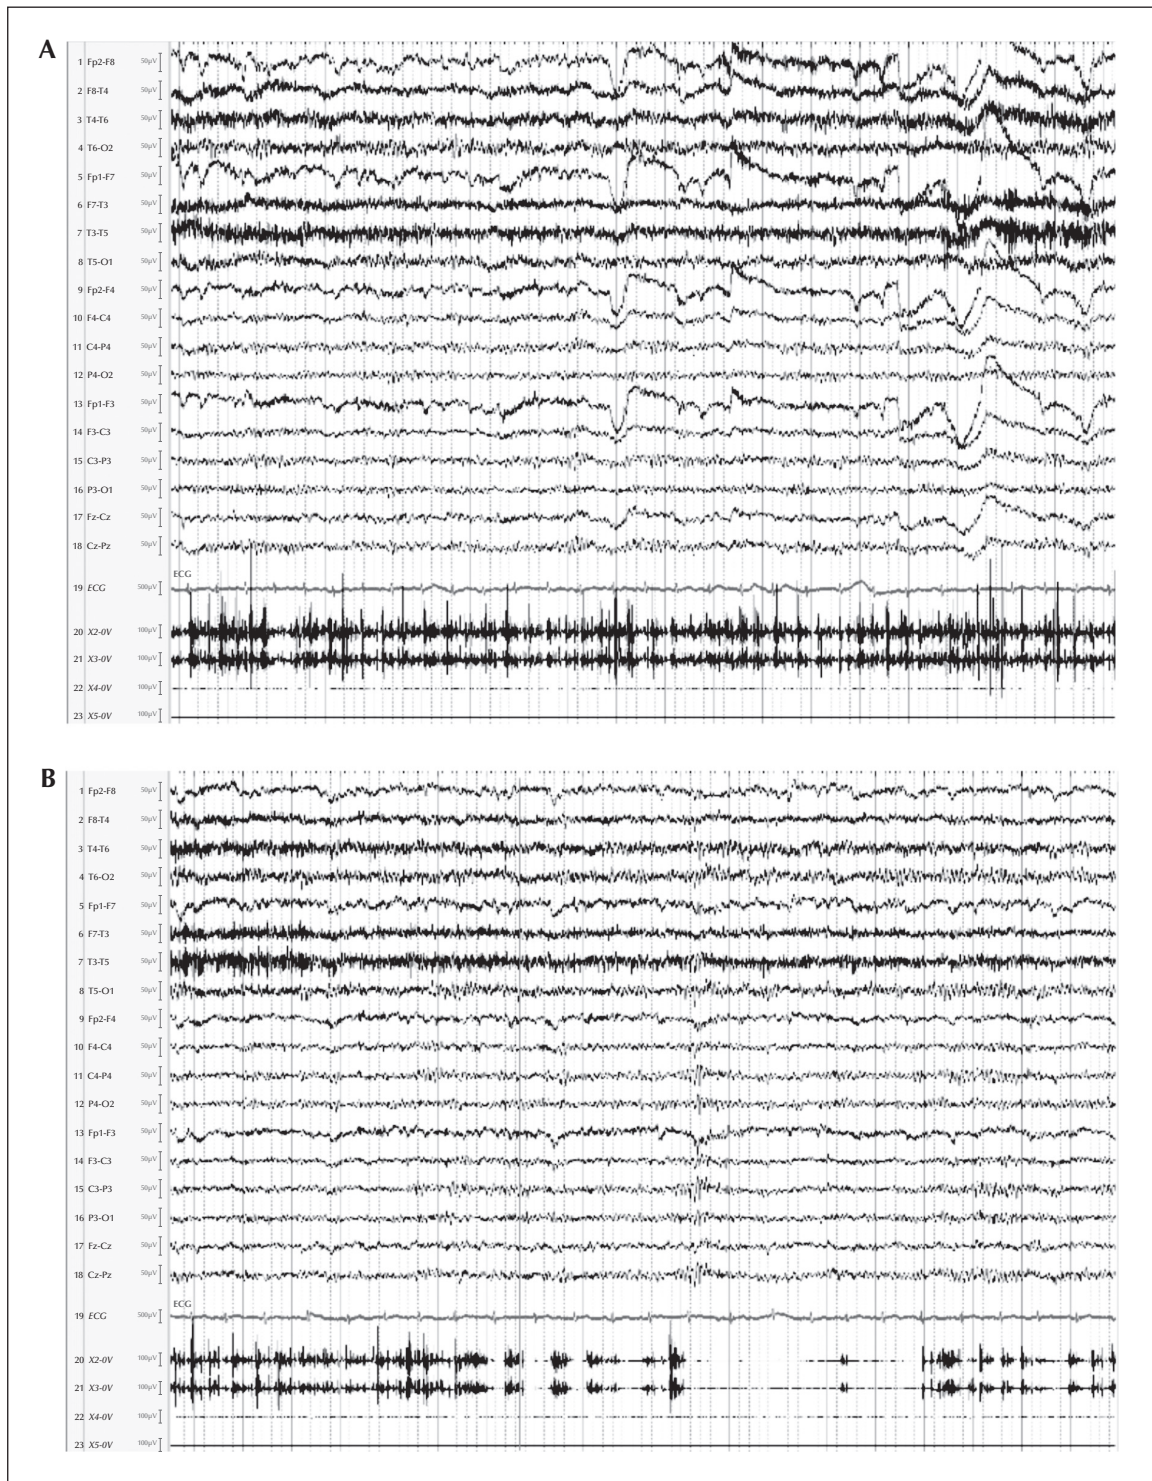 A
1 Fp2-F8 50µV
2 F8-T4 50µV
3 T4-T6 50µV
4 T6-O2 50µV
5 Fp1-F7 50µV
6 F7-T3 50µV
7 T3-T5 50µV
8 T5-O1 50µV
9 Fp2-F4 50µV
10 F4-C4 50µV
11 C4-P4 50µV
12 P4-O2 50µV
13 Fp1-F3 50µV
14 F3-C3 50µV
15 C3-P3 50µV
16 P3-O1 50µV
17 Fz-Cz 50µV
18 Cz-Pz 50µV
ECG
19 ECG 500µV
20 X2-0V 100µV
21 X3-0V 100µV
22 X4-0V 100µV
23 X5-0V 100µV
B
1 Fp2-F8 50µV
2 F8-T4 50µV
3 T4-T6 50µV
4 T6-O2 50µV
5 Fp1-F7 50µV
6 F7-T3 50µV
7 T3-T5 50µV
8 T5-O1 50µV
9 Fp2-F4 50µV
10 F4-C4 50µV
11 C4-P4 50µV
12 P4-O2 50µV
13 Fp1-F3 50µV
14 F3-C3 50µV
15 C3-P3 50µV
16 P3-O1 50µV
17 Fz-Cz 50µV
18 Cz-Pz 50µV
ECG
19 ECG 500µV
20 X2-0V 100µV
21 X3-0V 100µV
22 X4-0V 100µV
23 X5-0V 100µV